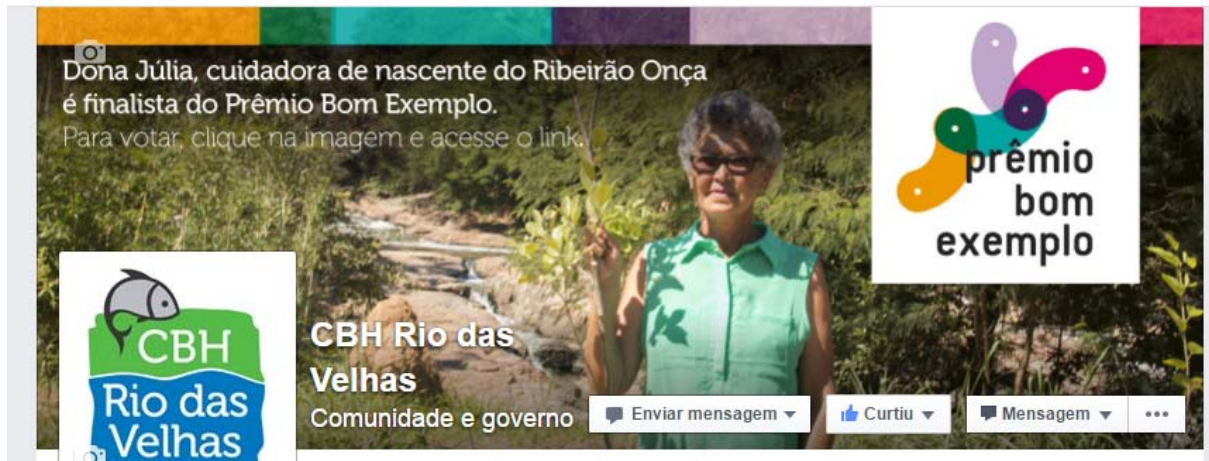 Dona Júlia, cuidadora de nascente do Ribeirão Onça
é finalista do Prêmio Bom Exemplo.
Para votar, clique na imagem e acesse o link.
prêmio
bom
exemplo
CBH
Rio das
Velhas
CBH Rio das
Velhas
Comunidade e governo
Enviar mensagem
Curtiu
Mensagem